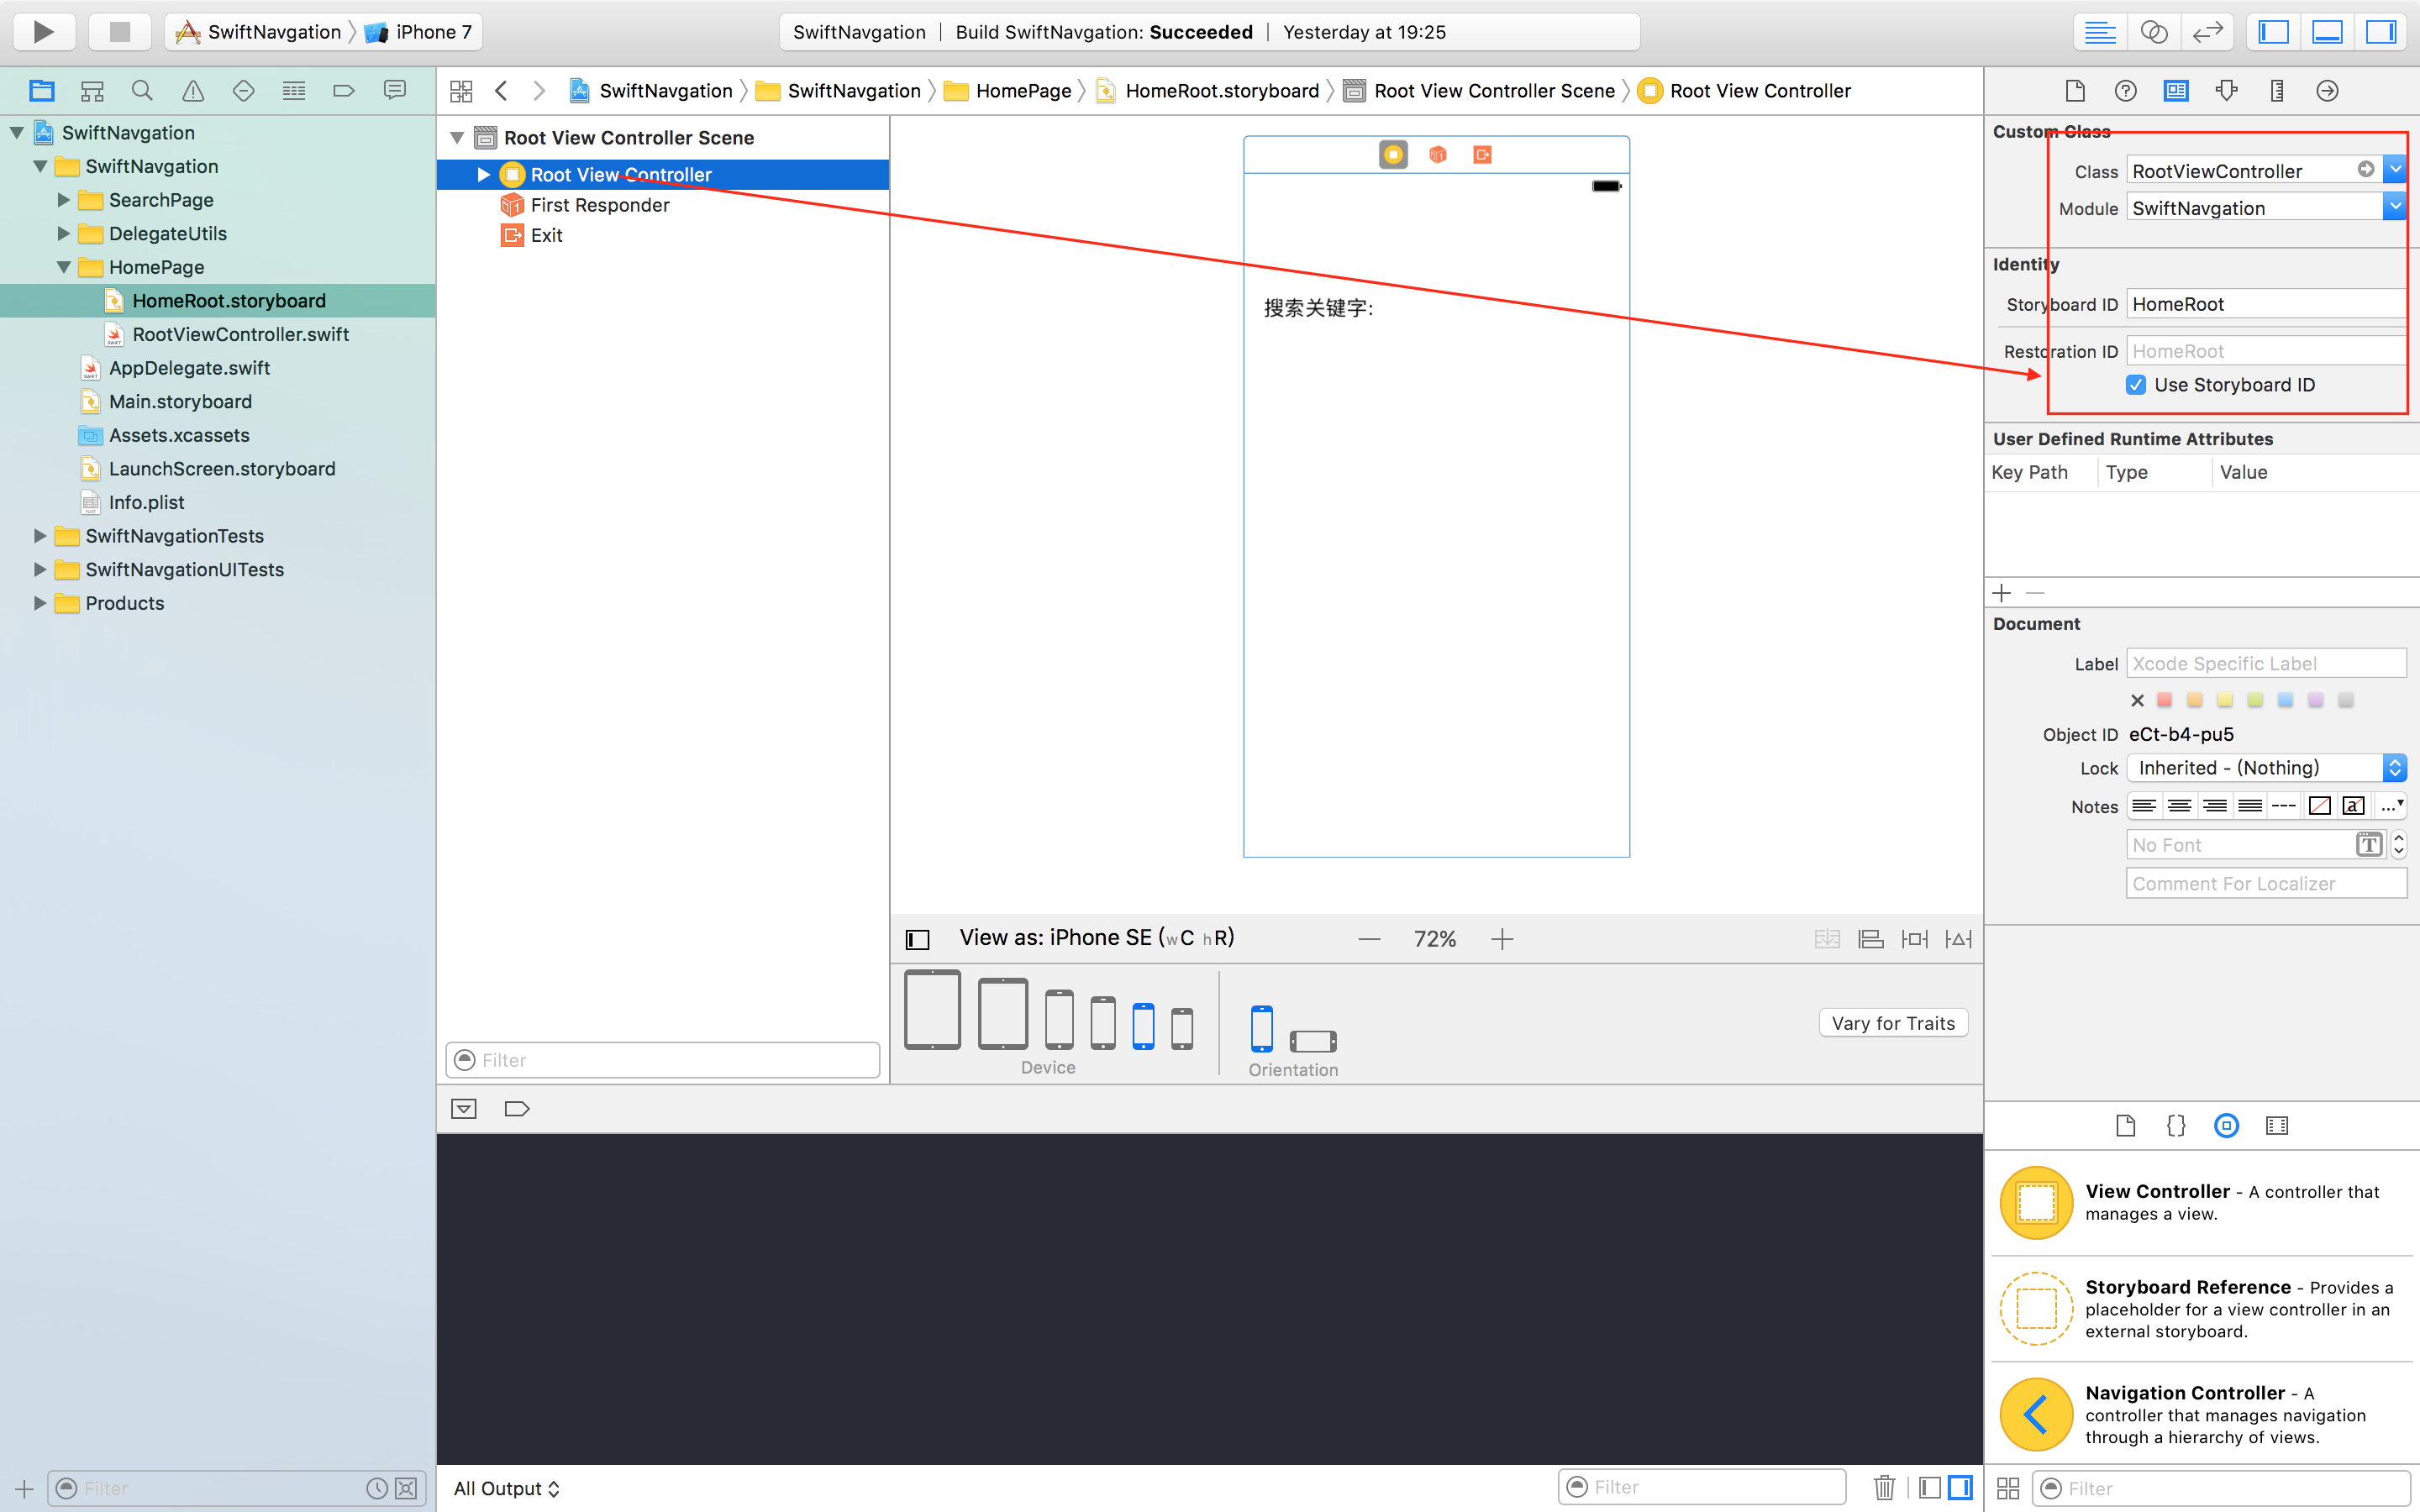 SwiftNavgation
iPhone 7
SwiftNavgation | Build SwiftNavgation: Succeeded | Yesterday at 19:25
SwiftNavgation
SwiftNavgation
HomePage
HomeRoot.storyboard
Root View Controller Scene
Root View Controller
SwiftNavgation
SwiftNavgation
SearchPage
DelegateUtils
HomePage
HomeRoot.storyboard
RootViewController.swift
AppDelegate.swift
Main.storyboard
Assets.xcassets
LaunchScreen.storyboard
Info.plist
SwiftNavgationTests
SwiftNavgationUITests
Products
Filter
Root View Controller Scene
Root View Controller
First Responder
Exit
Filter
搜索关键字:
View as: iPhone SE (wC hR)
72%
Device
Orientation
Vary for Traits
All Output
Filter
Custom Class
Class RootViewController
Module SwiftNavgation
Identity
Storyboard ID HomeRoot
Restoration ID HomeRoot
Use Storyboard ID
User Defined Runtime Attributes
Key Path Type Value
Document
Label Xcode Specific Label
Object ID eCt-b4-pu5
Lock Inherited - (Nothing)
Notes
No Font
Comment For Localizer
View Controller - A controller that
manages a view.
Storyboard Reference - Provides a
placeholder for a view controller in an
external storyboard.
Navigation Controller - A
controller that manages navigation
through a hierarchy of views.
Filter